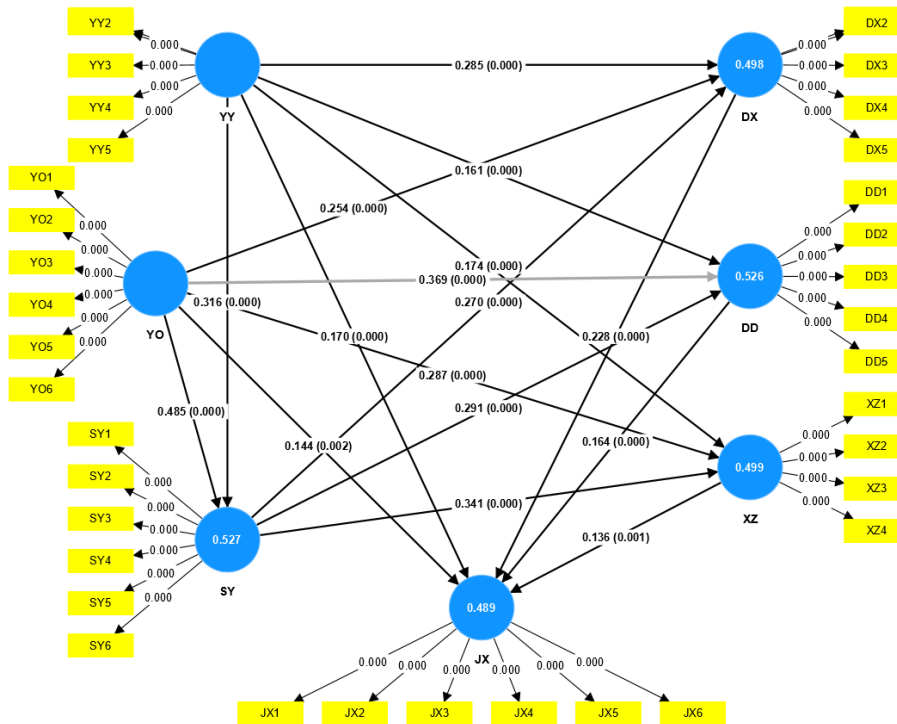 YY2
0.000
YY3
0.000
YY4
0.000
YY5
0.000
YY
0.285 (0.000)
0.498
DX
0.000
DX2
0.000
DX3
0.000
DX4
0.000
DX5
YO1
0.000
YO2
0.000
YO3
0.000
YO4
0.000
YO5
0.000
YO6
0.000
YO
0.254 (0.000)
0.161 (0.000)
0.174 (0.000)
0.369 (0.000)
0.270 (0.000)
0.316 (0.000)
0.170 (0.000)
0.228 (0.000)
0.287 (0.000)
0.526
DD
0.000
DD1
0.000
DD2
0.000
DD3
0.000
DD4
0.000
DD5
0.485 (0.000)
0.291 (0.000)
0.144 (0.002)
0.164 (0.000)
0.341 (0.000)
0.136 (0.001)
0.499
XZ
0.000
XZ1
0.000
XZ2
0.000
XZ3
0.000
XZ4
SY1
0.000
SY2
0.000
SY3
0.000
SY4
0.000
SY5
0.000
SY6
0.000
0.527
SY
0.489
JX
0.000
0.000
0.000
0.000
0.000
0.000
JX1
JX2
JX3
JX4
JX5
JX6